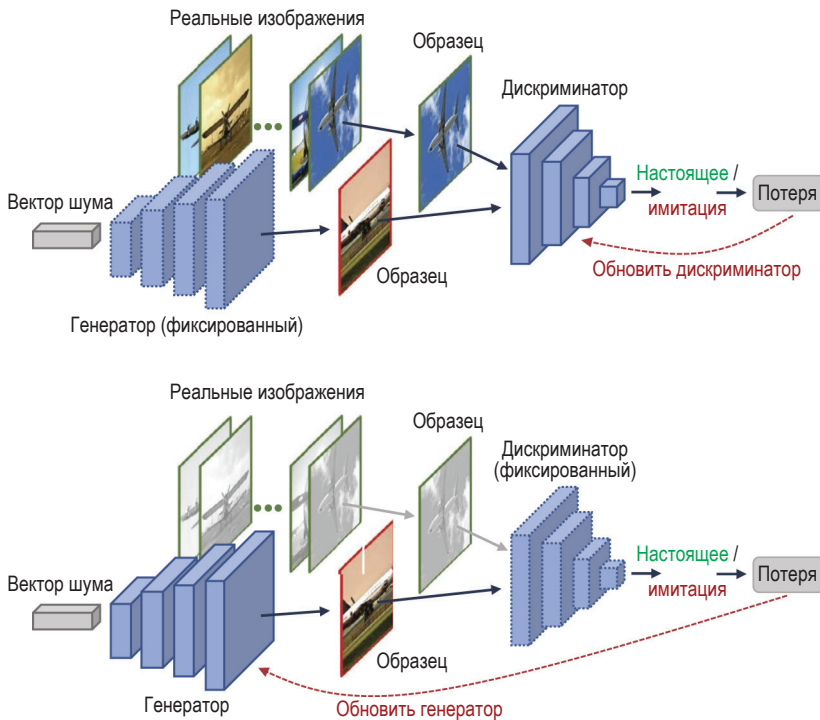 Реальные изображения
Образец
Дискриминатор
Вектор шума
Настоящее /
имитация
Потеря
Образец
Обновить дискриминатор
Генератор (фиксированный)
Реальные изображения
Образец
Дискриминатор
(фиксированный)
Вектор шума
Настоящее /
имитация
Потеря
Образец
Генератор
Обновить генератор